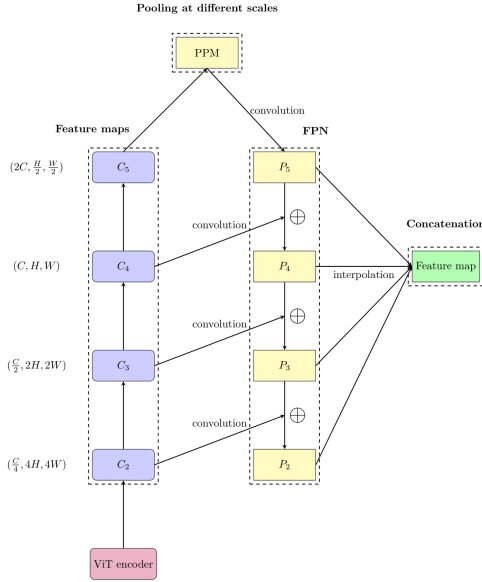 Pooling at different scales
PPM
convolution
Feature maps
FPN
(2C, H/2, W/2)
C₅
P₅
convolution
⊕
Concatenation
(C, H, W)
C₄
P₄
Feature map
interpolation
convolution
⊕
(C/2, 2H, 2W)
C₃
P₃
convolution
⊕
(C/4, 4H, 4W)
C₂
P₂
ViT encoder